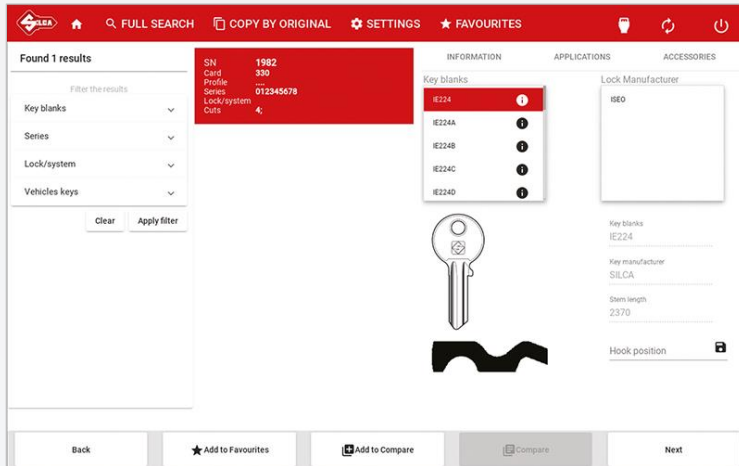 SILCA
FULL SEARCH
COPY BY ORIGINAL
SETTINGS
FAVOURITES
Found 1 results
Filter the results
Key blanks
Series
Lock/system
Vehicles keys
Clear
Apply filter
SN 1982
Card 330
Profile ....
Series 012345678
Lock/system
Cuts 4;
INFORMATION
APPLICATIONS
ACCESSORIES
Key blanks
IE224
IE224A
IE224B
IE224C
IE224D
Lock Manufacturer
ISEO
Key blanks
IE224
Key manufacturer
SILCA
Stem length
2370
Hook position
Back
Add to Favourites
Add to Compare
Compare
Next